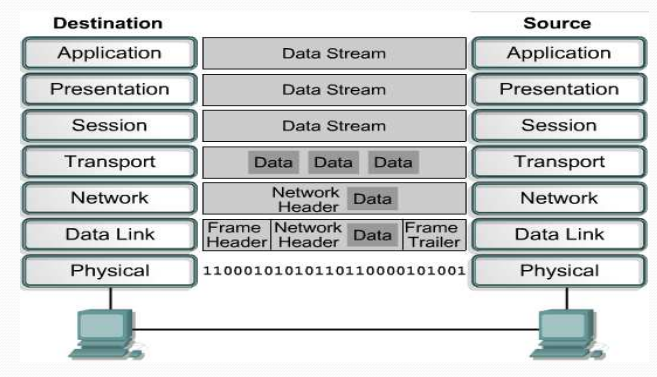 Destination Source
Application Data Stream Application
Presentation Data Stream Presentation
Session Data Stream Session
Transport Data Data Data Transport
Network Network Header Data Network
Data Link Frame Header Network Header Data Frame Trailer Data Link
Physical 1100010101011011000010101001 Physical